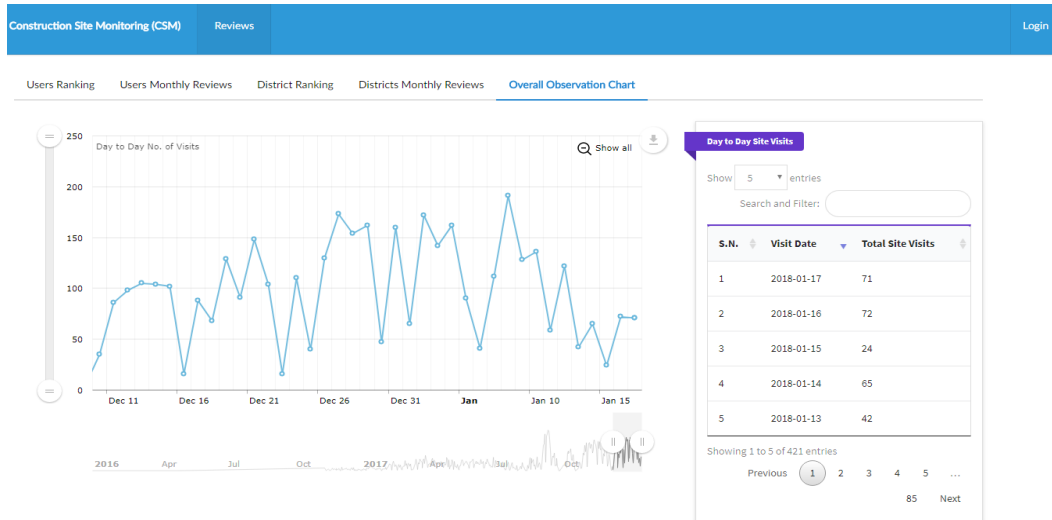 Construction Site Monitoring (CSM) Reviews Login
Users Ranking Users Monthly Reviews District Ranking Districts Monthly Reviews Overall Observation Chart
Day to Day No. of Visits
Show all
250
200
150
100
50
0
Dec 11 Dec 16 Dec 21 Dec 26 Dec 31 Jan Jan 10 Jan 15
2016 Apr Jul Oct 2017 Apr Jul Oct
Day to Day Site Visits
Show 5 entries
Search and Filter:
S.N. Visit Date Total Site Visits
1 2018-01-17 71
2 2018-01-16 72
3 2018-01-15 24
4 2018-01-14 65
5 2018-01-13 42
Showing 1 to 5 of 421 entries
Previous 1 2 3 4 5 ...
85 Next